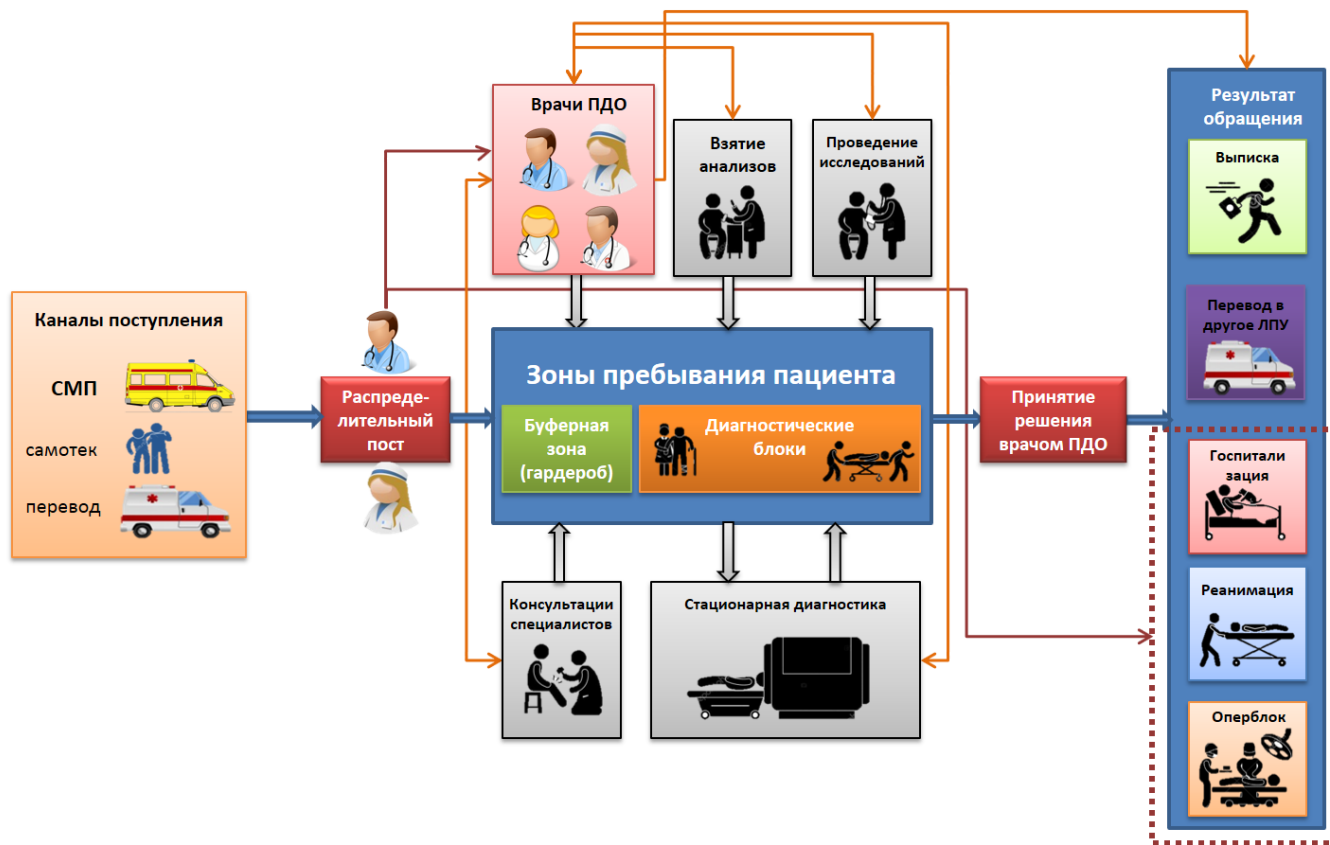 Каналы поступления
СМП
самотек
перевод
Распреде-
лительный
пост
Врачи ПДО
Взятие
анализов
Проведение
исследований
Зоны пребывания пациента
Буферная
зона
(гардероб)
Диагностические
блоки
Консультации
специалистов
Стационарная диагностика
Принятие
решения
врачом ПДО
Результат
обращения
Выписка
Перевод в
другое ЛПУ
Госпитали
зация
Реанимация
Оперблок